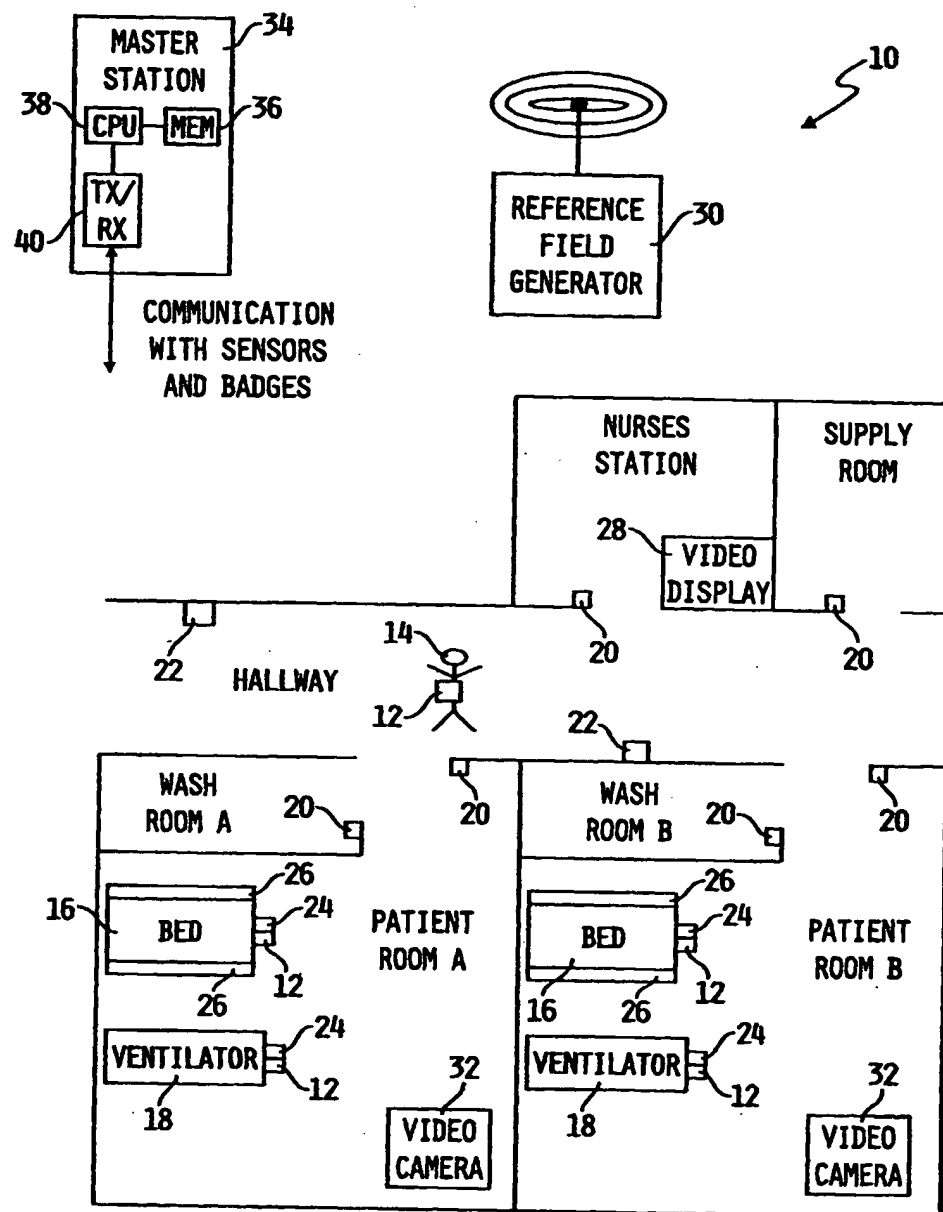 MASTER
STATION
34
38
CPU
MEM
36
TX/
RX
40
COMMUNICATION
WITH SENSORS
AND BADGES
10
REFERENCE
FIELD
GENERATOR
30
NURSES
STATION
SUPPLY
ROOM
28
VIDEO
DISPLAY
22
20
20
14
HALLWAY
12
22
WASH
ROOM A
20
20
WASH
ROOM B
20
20
26
16
BED
24
12
26
PATIENT
ROOM A
26
BED
24
12
16
26
PATIENT
ROOM B
VENTILATOR
24
12
18
32
VIDEO
CAMERA
VENTILATOR
24
12
18
32
VIDEO
CAMERA